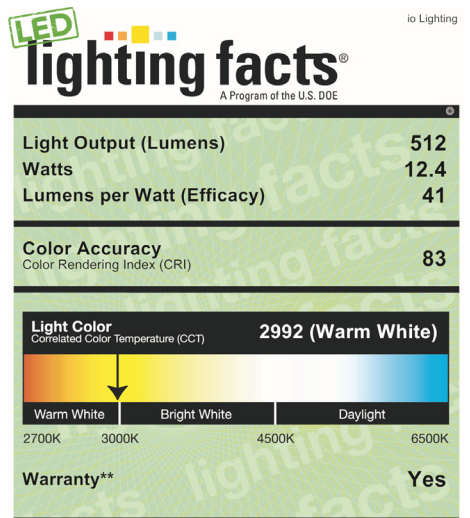 io Lighting
LED
lighting facts®
A Program of the U.S. DOE
Light Output (Lumens) 512
Watts 12.4
Lumens per Watt (Efficacy) 41
Color Accuracy
Color Rendering Index (CRI) 83
Light Color
Correlated Color Temperature (CCT) 2992 (Warm White)
Warm White Bright White Daylight
2700K 3000K 4500K 6500K
Warranty** Yes